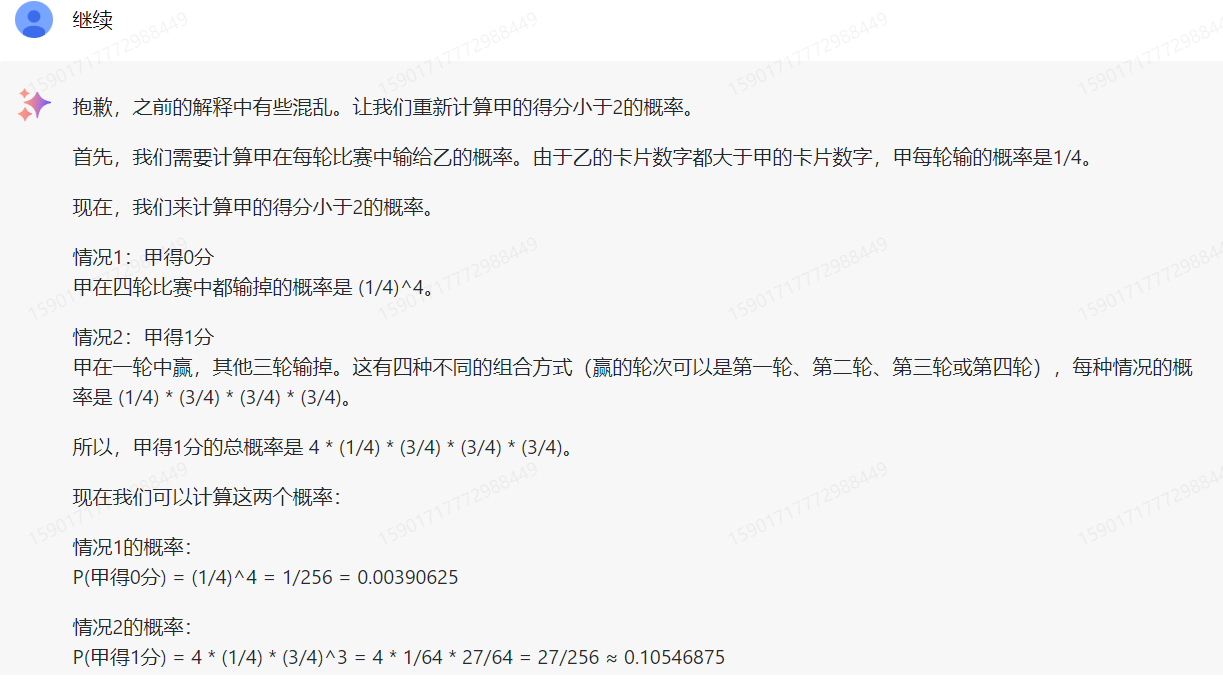 继续
抱歉，之前的解释中有些混乱。让我们重新计算甲的得分小于2的概率。
首先，我们需要计算甲在每轮比赛中输给乙的概率。由于乙的卡片数字都大于甲的卡片数字，甲每轮输的概率是1/4。
现在，我们来计算甲的得分小于2的概率。
情况1：甲得0分
甲在四轮比赛中都输掉的概率是 (1/4)^4。
情况2：甲得1分
甲在一轮中赢，其他三轮输掉。这有四种不同的组合方式（赢的轮次可以是第一轮、第二轮、第三轮或第四轮），每种情况的概
率是 (1/4) * (3/4) * (3/4) * (3/4)。
所以，甲得1分的总概率是 4 * (1/4) * (3/4) * (3/4) * (3/4)。
现在我们可以计算这两个概率：
情况1的概率：
P(甲得0分) = (1/4)^4 = 1/256 = 0.00390625
情况2的概率：
P(甲得1分) = 4 * (1/4) * (3/4)^3 = 4 * 1/64 * 27/64 = 27/256 ≈ 0.10546875
159017177​72988449